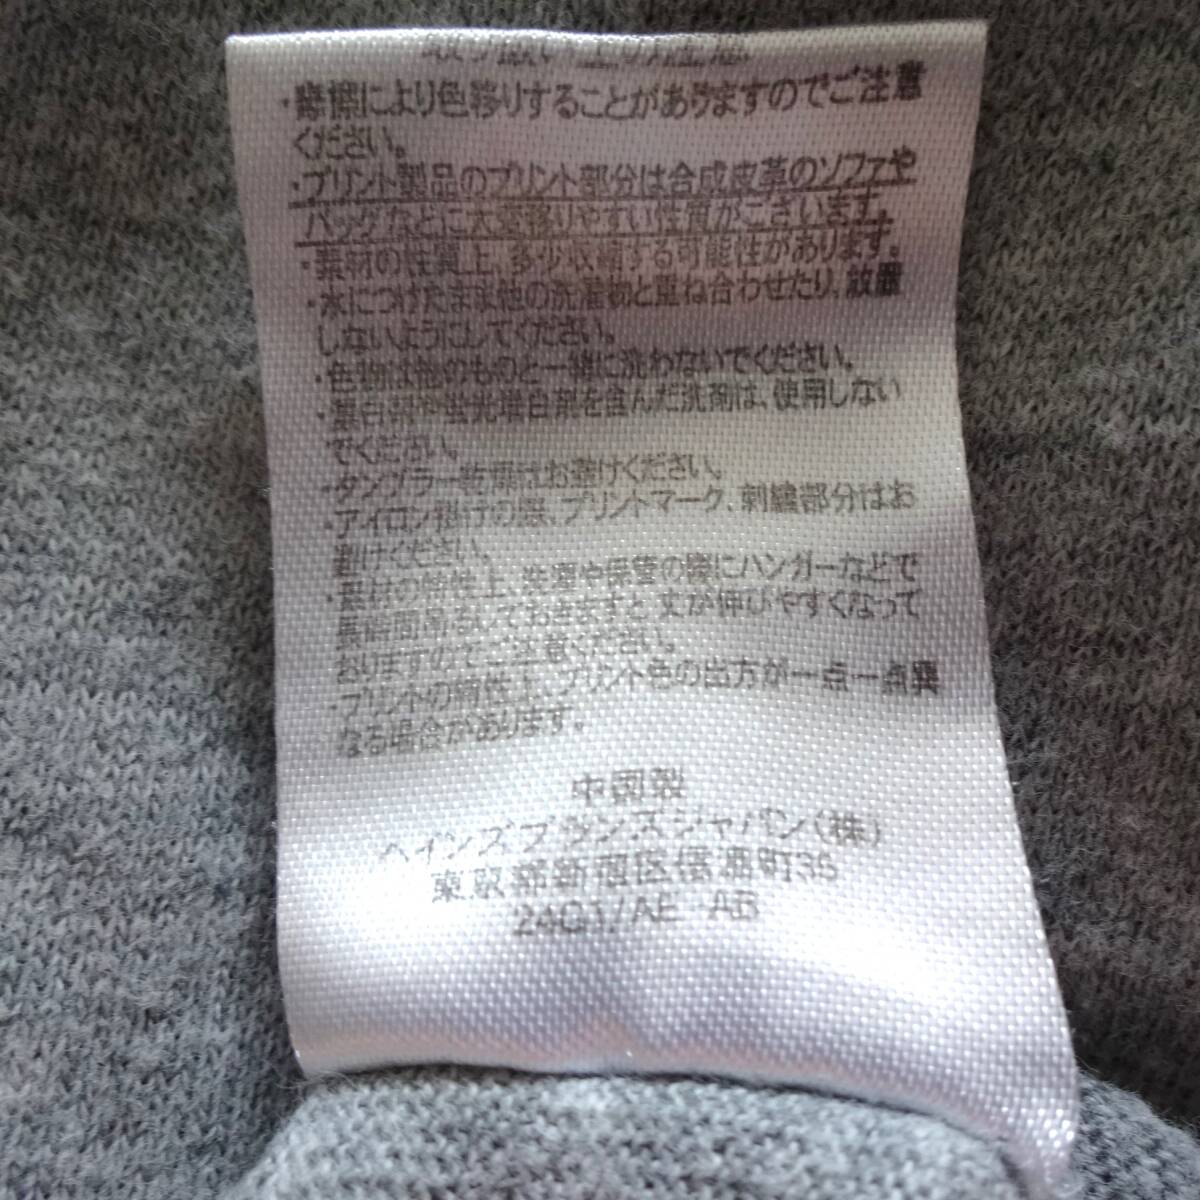 取り扱い上の注意
・摩擦により色移りすることがありますのでご注意
ください。
・プリント製品のプリント部分は合成皮革のソファや
バッグなどに大変移りやすい性質がございます。
・素材の性質上、多少収縮する可能性があります。
・水につけたまま他の洗濯物と重ね合わせたり、放置
しないようにしてください。
・色物は他のものと一緒に洗わないでください。
・漂白剤や蛍光増白剤を含んだ洗剤は、使用しない
でください。
・タンブラー乾燥はお避けください。
・アイロン掛けの際、プリントマーク、刺繍部分はお
避けください。
・素材の特性上、洗濯や保管の際にハンガーなどで
長時間吊るしておきますと丈が伸びやすくなって
おりますのでご注意ください。
・プリントの特性上、プリント色の出方が一点一点異
なる場合があります。
中国製
ヘインズブランズジャパン(株)
東京都新宿区信濃町35
24C1/AE AB